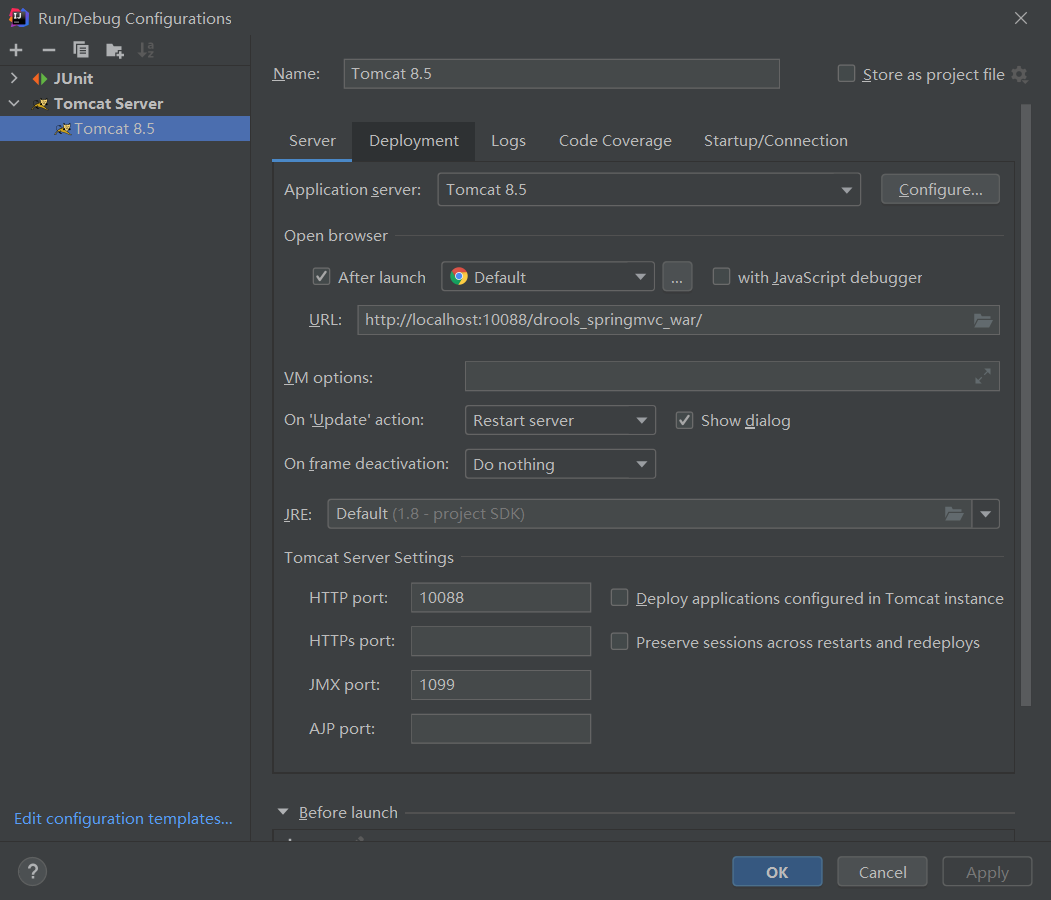 Run/Debug Configurations
JUnit
Tomcat Server
Tomcat 8.5
Edit configuration templates...
Name: Tomcat 8.5 Store as project file
Server Deployment Logs Code Coverage Startup/Connection
Application server: Tomcat 8.5 Configure...
Open browser
After launch Default ... with JavaScript debugger
URL: http://localhost:10088/drools_springmvc_war/
VM options:
On 'Update' action: Restart server Show dialog
On frame deactivation: Do nothing
JRE: Default (1.8 - project SDK)
Tomcat Server Settings
HTTP port: 10088 Deploy applications configured in Tomcat instance
HTTPs port: Preserve sessions across restarts and redeploys
JMX port: 1099
AJP port:
Before launch
? OK Cancel Apply